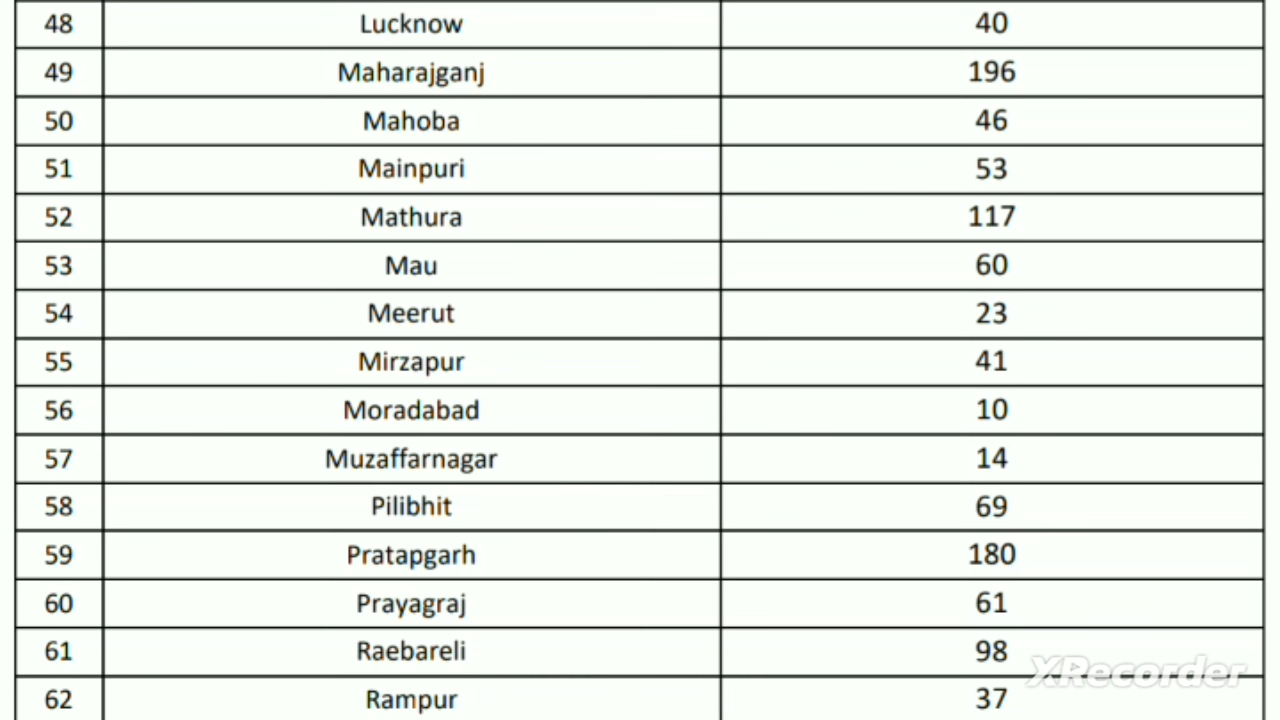 48 Lucknow 40
49 Maharajganj 196
50 Mahoba 46
51 Mainpuri 53
52 Mathura 117
53 Mau 60
54 Meerut 23
55 Mirzapur 41
56 Moradabad 10
57 Muzaffarnagar 14
58 Pilibhit 69
59 Pratapgarh 180
60 Prayagraj 61
61 Raebareli 98
XRecorder
62 Rampur 37